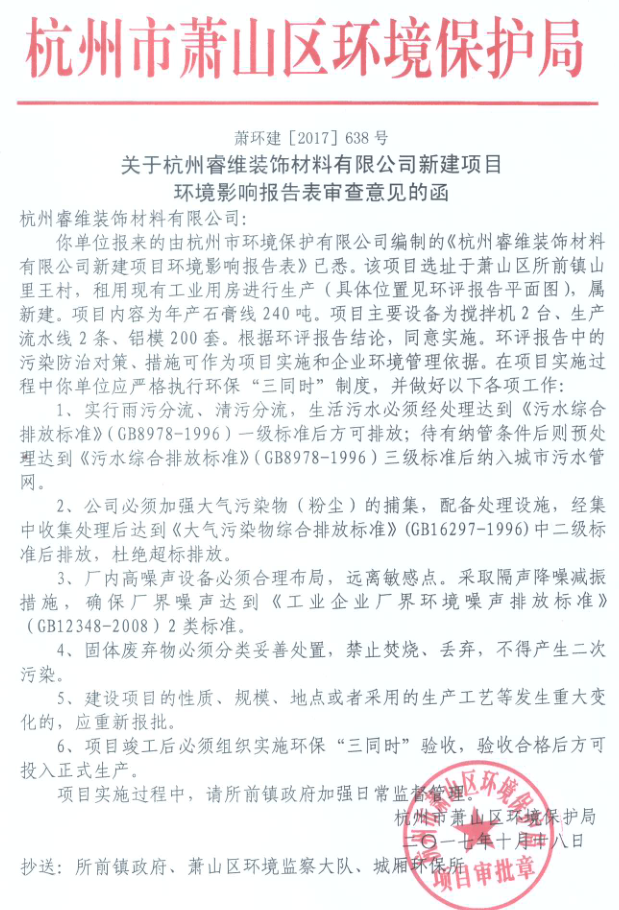 杭州市萧山区环境保护局
萧环建［2017］638 号
关于杭州睿维装饰材料有限公司新建项目
环境影响报告表审查意见的函
杭州睿维装饰材料有限公司：
你单位报来的由杭州市环境保护有限公司编制的《杭州睿维装饰材料
有限公司新建项目环境影响报告表》已悉。该项目选址于萧山区所前镇山
里王村，租用现有工业用房进行生产（具体位置见环评报告平面图），属
新建。项目内容为年产石膏线 240 吨。项目主要设备为搅拌机 2 台、生产
流水线 2 条、铝模 200 套。根据环评报告结论，同意实施。环评报告中的
污染防治对策、措施可作为项目实施和企业环境管理依据。在项目实施过
程中你单位应严格执行环保“三同时”制度，并做好以下各项工作：
1、实行雨污分流、清污分流，生活污水必须经处理达到《污水综合
排放标准》（GB8978-1996）一级标准后方可排放；待有纳管条件后则预处
理达到《污水综合排放标准》（GB8978-1996）三级标准后纳入城市污水管
网。
2、公司必须加强大气污染物（粉尘）的捕集，配备处理设施，经集
中收集处理后达到《大气污染物综合排放标准》（GB16297-1996）中二级标
准后排放，杜绝超标排放。
3、厂内高噪声设备必须合理布局，远离敏感点。采取隔声降噪减振
措施，确保厂界噪声达到《工业企业厂界环境噪声排放标准》
（GB12348-2008）2 类标准。
4、固体废弃物必须分类妥善处置，禁止焚烧、丢弃，不得产生二次
污染。
5、建设项目的性质、规模、地点或者采用的生产工艺等发生重大变
化的，应重新报批。
6、项目竣工后必须组织实施环保“三同时”验收，验收合格后方可
投入正式生产。
项目实施过程中，请所前镇政府加强日常监督管理。
杭州市萧山区环境保护局
二〇一七年十月十八日
抄送：所前镇政府、萧山区环境监察大队、城厢环保所
杭州市萧山区环境保护局
项目审批章